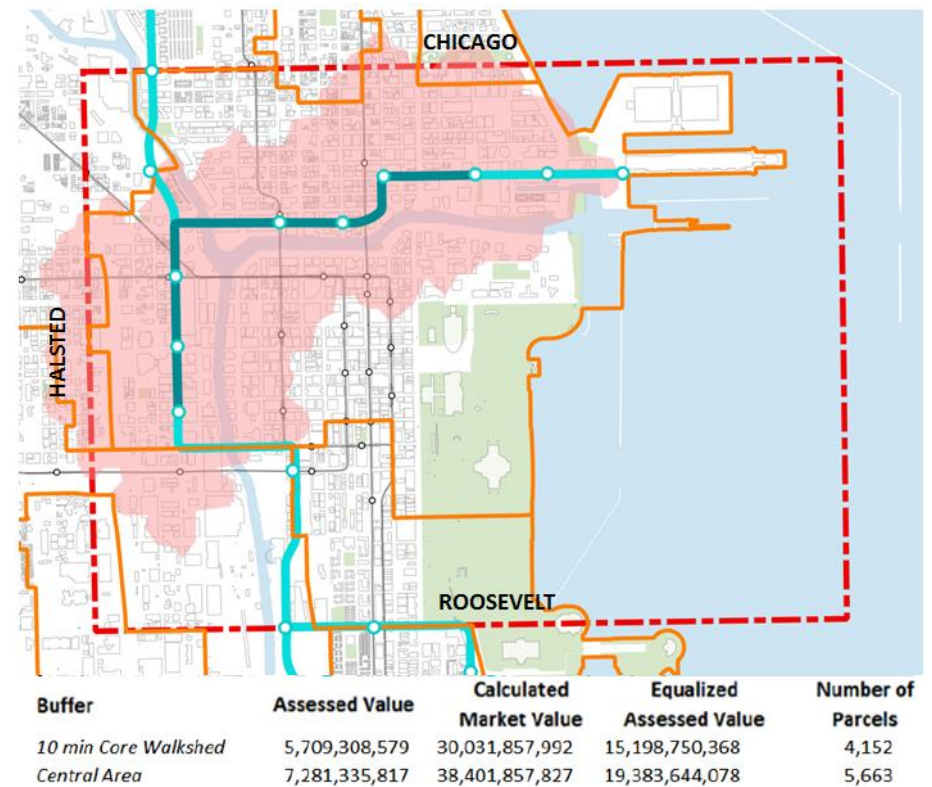 CHICAGO
HALSTED
ROOSEVELT
Buffer Assessed Value Calculated Market Value Equalized Assessed Value Number of Parcels
10 min Core Walkshed 5,709,308,579 30,031,857,992 15,198,750,368 4,152
Central Area 7,281,335,817 38,401,857,827 19,383,644,078 5,663